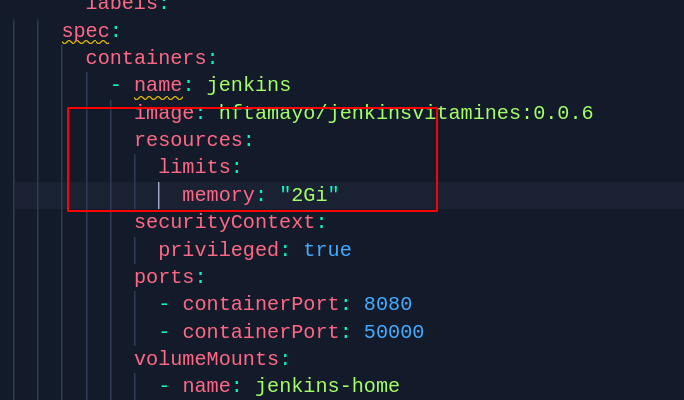 labels:
spec:
containers:
- name: jenkins
image: hftamayo/jenkinsvitamines:0.0.6
resources:
limits:
memory: "2Gi"
securityContext:
privileged: true
ports:
- containerPort: 8080
- containerPort: 50000
volumeMounts:
- name: jenkins-home